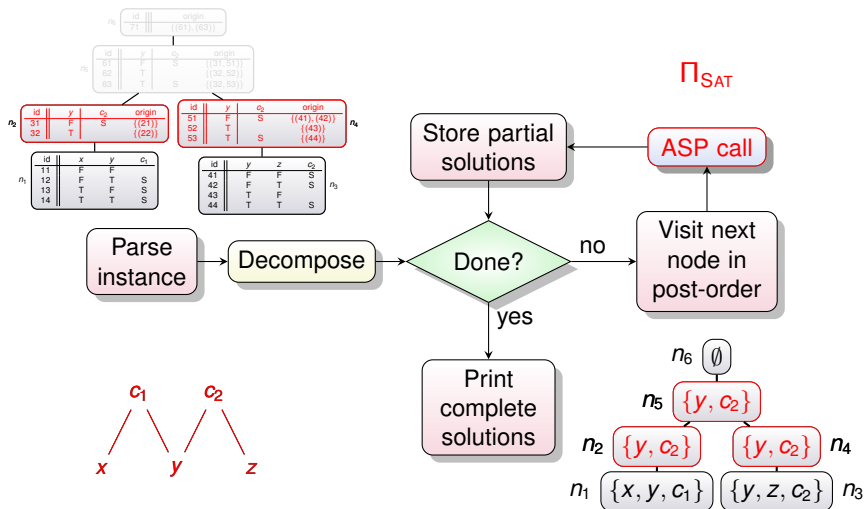 n₆
id origin
71 {(61), (63)}
n₅
id y c₂ origin
61 F S {(31, 51)}
62 T {(32, 52)}
63 T S {(32, 53)}
n₂
id y c₂ origin
31 F S {(21)}
32 T {(22)}
id y c₂ origin
51 F S {(41), (42)}
52 T {(43)}
53 T S {(44)}
n₄
n₁
id x y c₁
11 F F
12 F T S
13 T F S
14 T T S
id y z c₂
41 F F S
42 F T S
43 T F
44 T T S
n₃
Π_SAT
Store partial
solutions
ASP call
Parse
instance
Decompose
Done?
no
Visit next
node in
post-order
yes
Print
complete
solutions
c₁ c₂
x y z
n₆ ∅
n₅ {y, c₂}
n₂ {y, c₂} {y, c₂} n₄
n₁ {x, y, c₁} {y, z, c₂} n₃